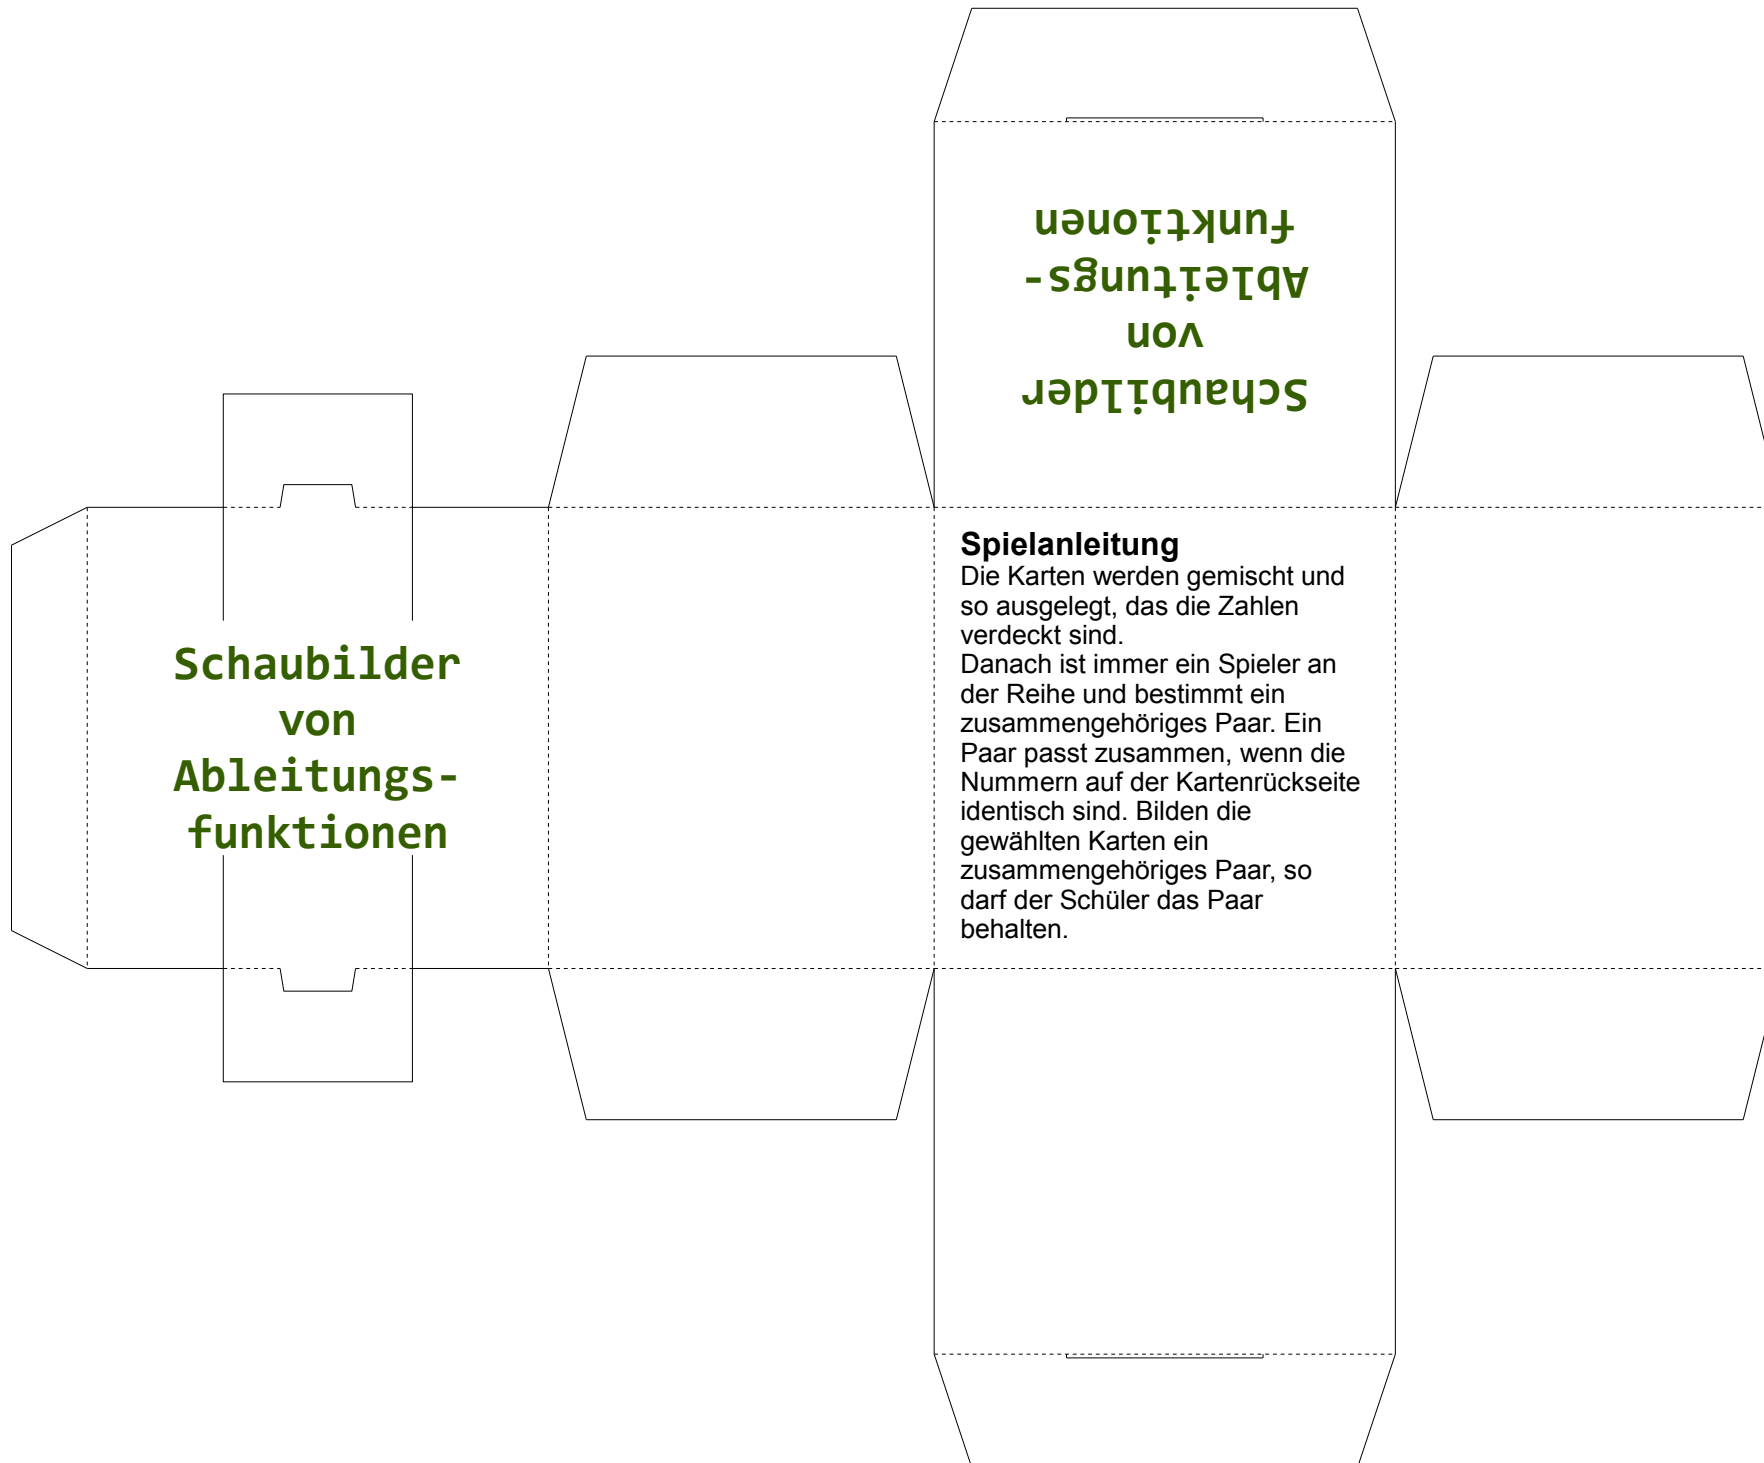 Schaubilder
von
Ableitungs-
funktionen
Spielanleitung
Die Karten werden gemischt und
so ausgelegt, das die Zahlen
verdeckt sind.
Danach ist immer ein Spieler an
der Reihe und bestimmt ein
zusammengehöriges Paar. Ein
Paar passt zusammen, wenn die
Nummern auf der Kartenrückseite
identisch sind. Bilden die
gewählten Karten ein
zusammengehöriges Paar, so
darf der Schüler das Paar
behalten.
Schaubilder
von
Ableitungs-
funktionen